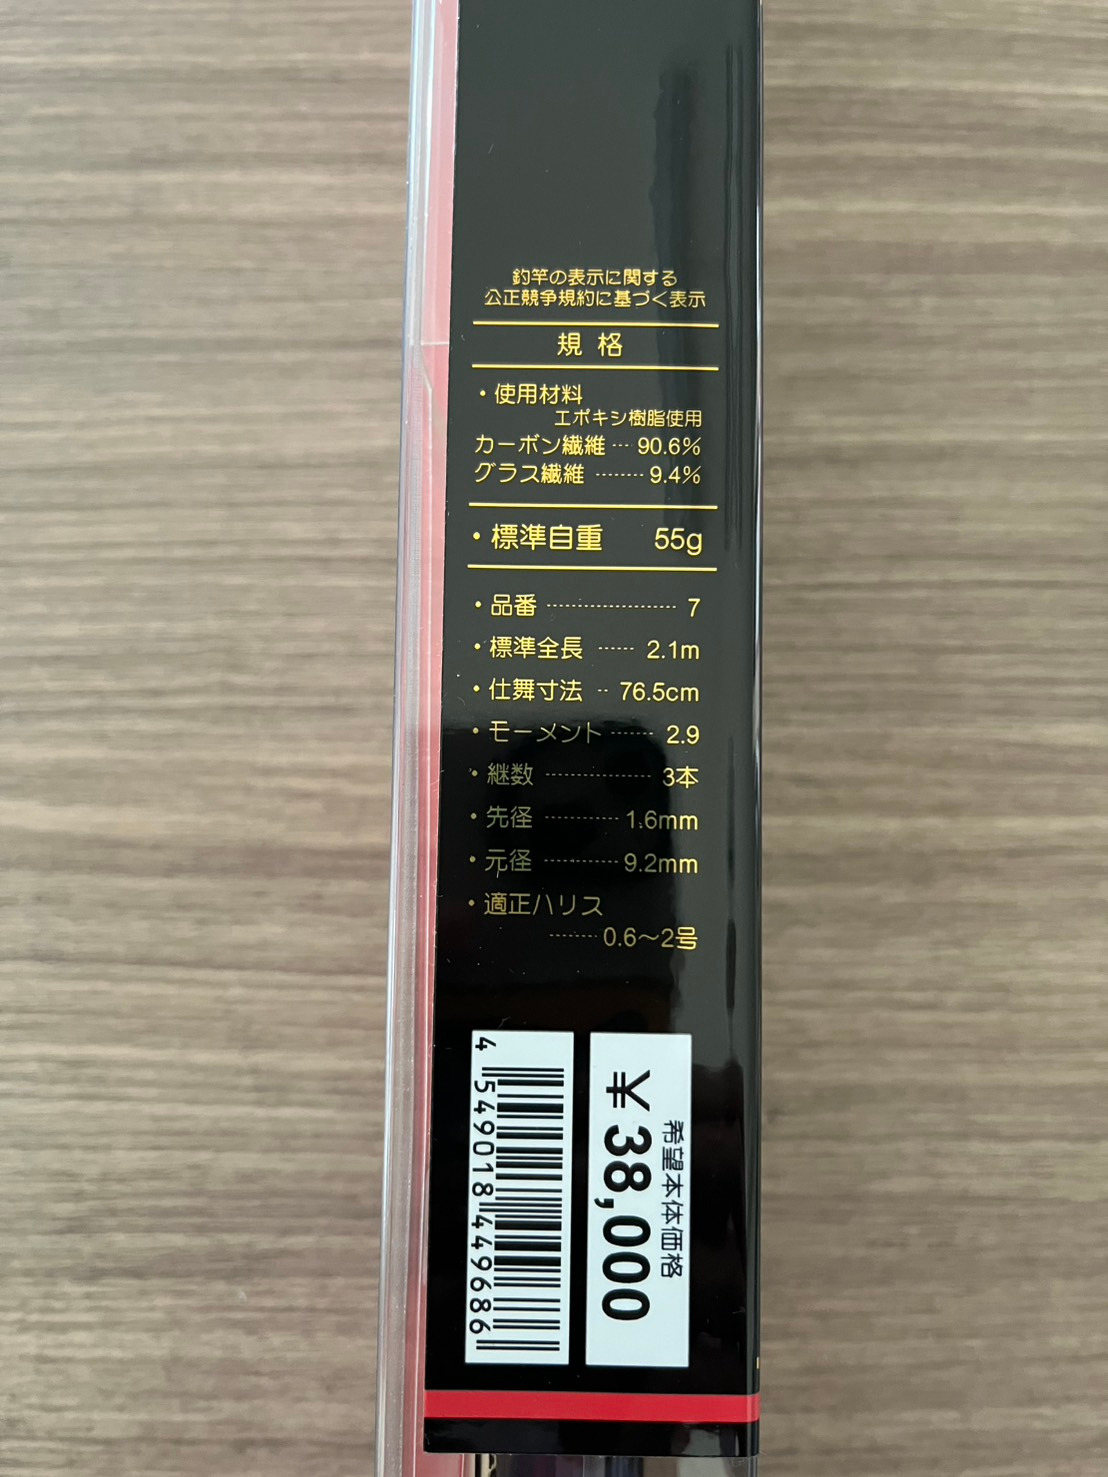 釣竿の表示に関する
公正競争規約に基づく表示
規 格
・使用材料
エポキシ樹脂使用
カーボン繊維 … 90.6%
グラス繊維 ……… 9.4%
・標準自重 55g
・品番 ………………… 7
・標準全長 …… 2.1m
・仕舞寸法 ‥ 76.5cm
・モーメント …… 2.9
・継数 ……………… 3本
・先径 ………… 1.6mm
・元径 ………… 9.2mm
・適正ハリス
……… 0.6～2号
希望本体価格
¥38,000
4 549018 449686